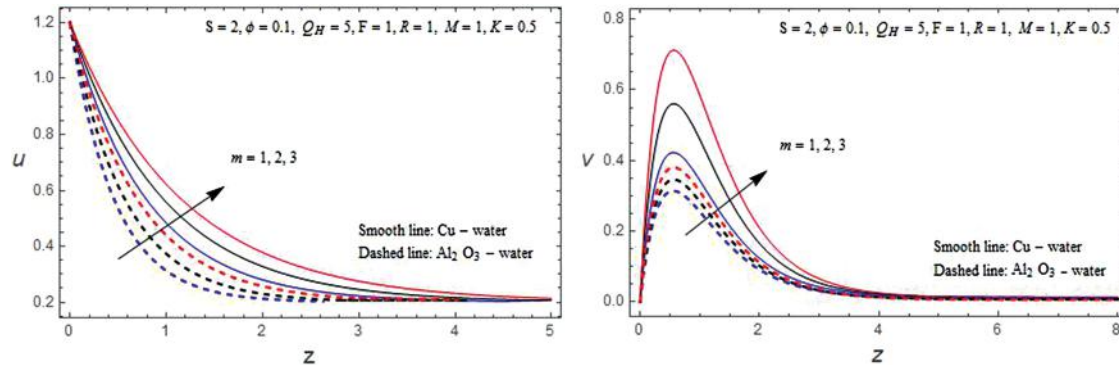 S = 2, ϕ = 0.1, Q_H = 5, F = 1, R = 1, M = 1, K = 0.5
1.2
1.0
0.8
0.6
0.4
0.2
u
m = 1, 2, 3
Smooth line: Cu – water
Dashed line: Al₂ O₃ – water
0 1 2 3 4 5
z
S = 2, ϕ = 0.1, Q_H = 5, F = 1, R = 1, M = 1, K = 0.5
0.8
0.6
0.4
0.2
0.0
v
m = 1, 2, 3
Smooth line: Cu – water
Dashed line: Al₂ O₃ – water
0 2 4 6 8
z